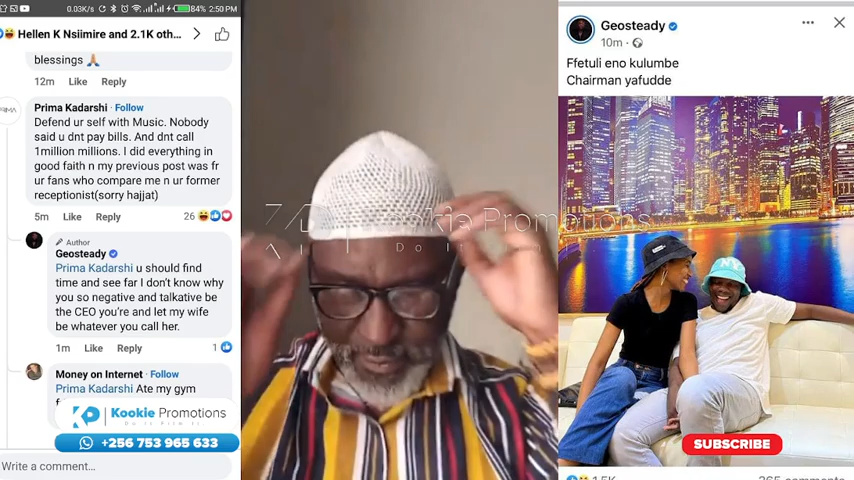 0.03K/s
84% 2:50 PM
Hellen K Nsiimire and 2.1K oth...
blessings 🙏🏽
12m Like Reply
Prima Kadarshi · Follow
Defend ur self with Music. Nobody
said u dnt pay bills. And dnt call
1million millions. I did everything in
good faith n my previous post was fr
ur fans who compare me n ur former
receptionist(sorry hajjat)
5m Like Reply 26
Author
Geosteady
Prima Kadarshi u should find
time and see far I don't know why
you so negative and talkative be
the CEO you're and let my wife
be whatever you call her.
1m Like Reply 1
Money on Internet · Follow
Prima Kadarshi Ate my gym
Kookie Promotions
+256 753 965 633
Write a comment...
Kookie Promotions
Do It
Geosteady
10m ·
Ffetuli eno kulumbe
Chairman yafudde
NY
SUBSCRIBE
1.5K 365 comments